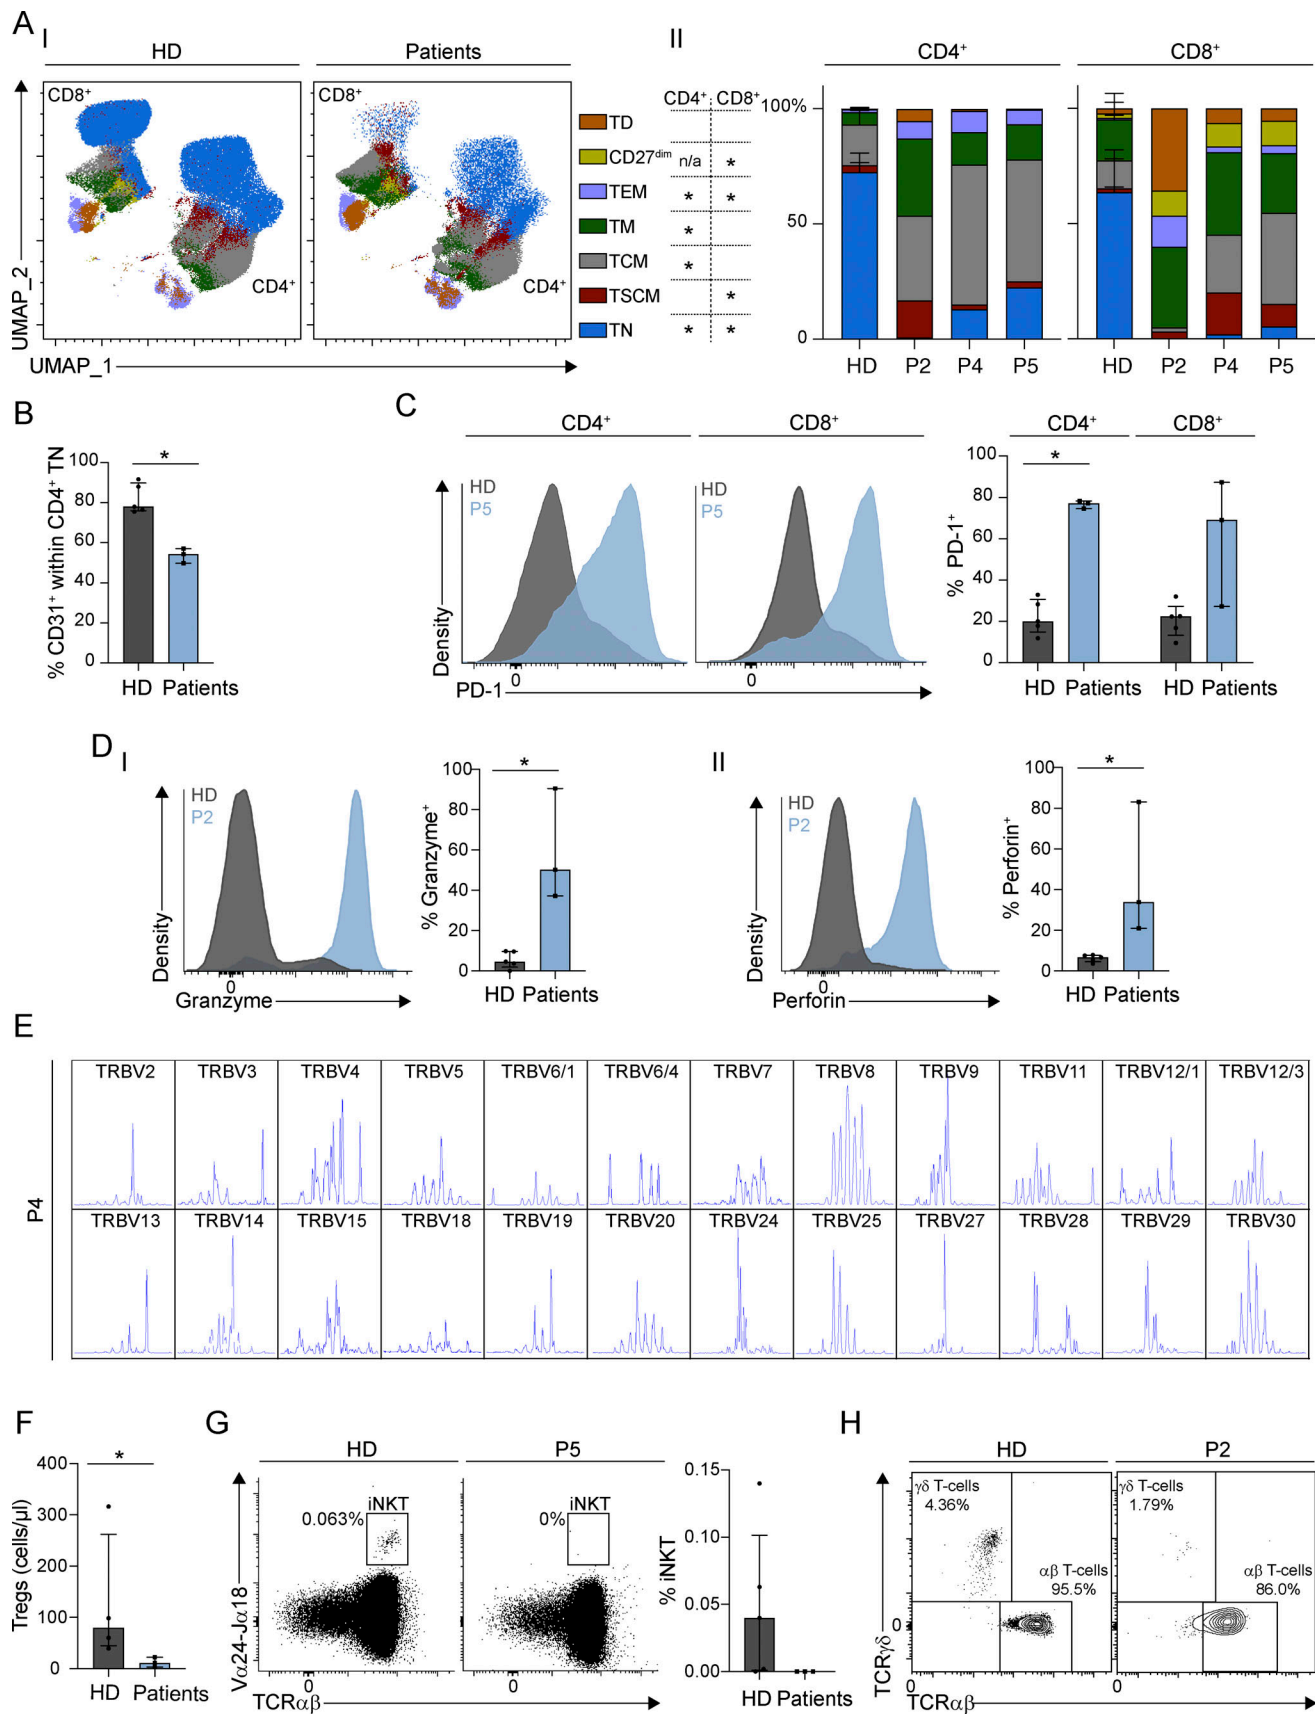 A
I
HD
Patients
CD8⁺
CD4⁺
CD8⁺
CD4⁺
UMAP_2
UMAP_1
TD
CD27ᵈⁱᵐ
TEM
TM
TCM
TSCM
TN
II
CD4⁺ CD8⁺
n/a *
* *
*
*
*
* *
CD4⁺
CD8⁺
100%
50
0
HD P2 P4 P5
HD P2 P4 P5
B
% CD31⁺ within CD4⁺ TN
100
80
60
40
20
0
*
HD Patients
C
CD4⁺
CD8⁺
HD
P5
HD
P5
Density
0
0
PD-1
CD4⁺
CD8⁺
% PD-1⁺
100
80
60
40
20
0
*
HD Patients
HD Patients
D
I
HD
P2
Density
0
Granzyme
% Granzyme⁺
100
80
60
40
20
0
*
HD Patients
II
HD
P2
Density
0
Perforin
% Perforin⁺
100
80
60
40
20
0
*
HD Patients
E
P4
TRBV2 TRBV3 TRBV4 TRBV5 TRBV6/1 TRBV6/4 TRBV7 TRBV8 TRBV9 TRBV11 TRBV12/1 TRBV12/3
TRBV13 TRBV14 TRBV15 TRBV18 TRBV19 TRBV20 TRBV24 TRBV25 TRBV27 TRBV28 TRBV29 TRBV30
F
Tregs (cells/µl)
400
300
200
100
0
*
HD Patients
G
HD
P5
iNKT
0.063%
iNKT
0%
Vα24-Jα18
0
0
TCRαβ
% iNKT
0.15
0.10
0.05
0.00
HD Patients
H
HD
P2
γδ T-cells
4.36%
αβ T-cells
95.5%
γδ T-cells
1.79%
αβ T-cells
86.0%
TCRγδ
0
0
0
TCRαβ